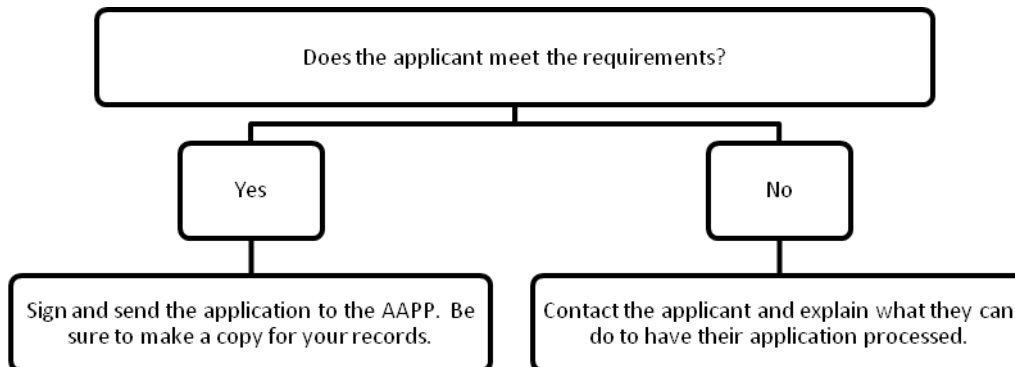 Does the applicant meet the requirements?
Yes
No
Sign and send the application to the AAPP.  Be
sure to make a copy for your records.
Contact the applicant and explain what they can
do to have their application processed.